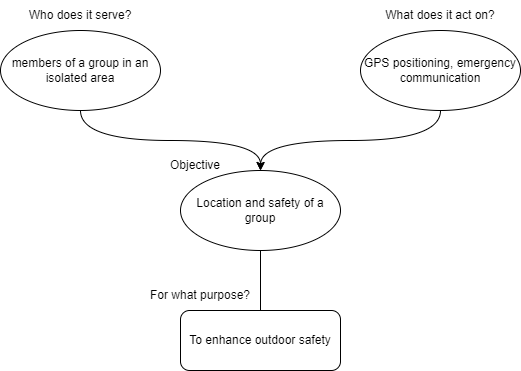 Who does it serve?
What does it act on?
members of a group in an
isolated area
GPS positioning, emergency
communication
Objective
Location and safety of a
group
For what purpose?
To enhance outdoor safety